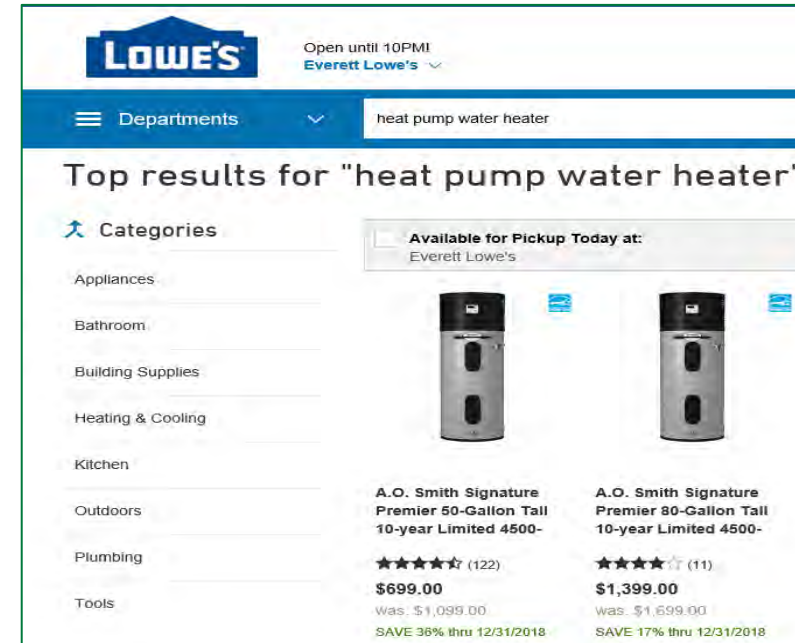 LOWE'S
Open until 10PM!
Everett Lowe's
Departments
heat pump water heater
Top results for "heat pump water heater"
Categories
Available for Pickup Today at:
Everett Lowe's
Appliances
Bathroom
Building Supplies
Heating & Cooling
Kitchen
Outdoors
Plumbing
Tools
A.O. Smith Signature
Premier 50-Gallon Tall
10-year Limited 4500-
(122)
$699.00
was: $1,099.00
SAVE 36% thru 12/31/2018
A.O. Smith Signature
Premier 80-Gallon Tall
10-year Limited 4500-
(11)
$1,399.00
was: $1,699.00
SAVE 17% thru 12/31/2018